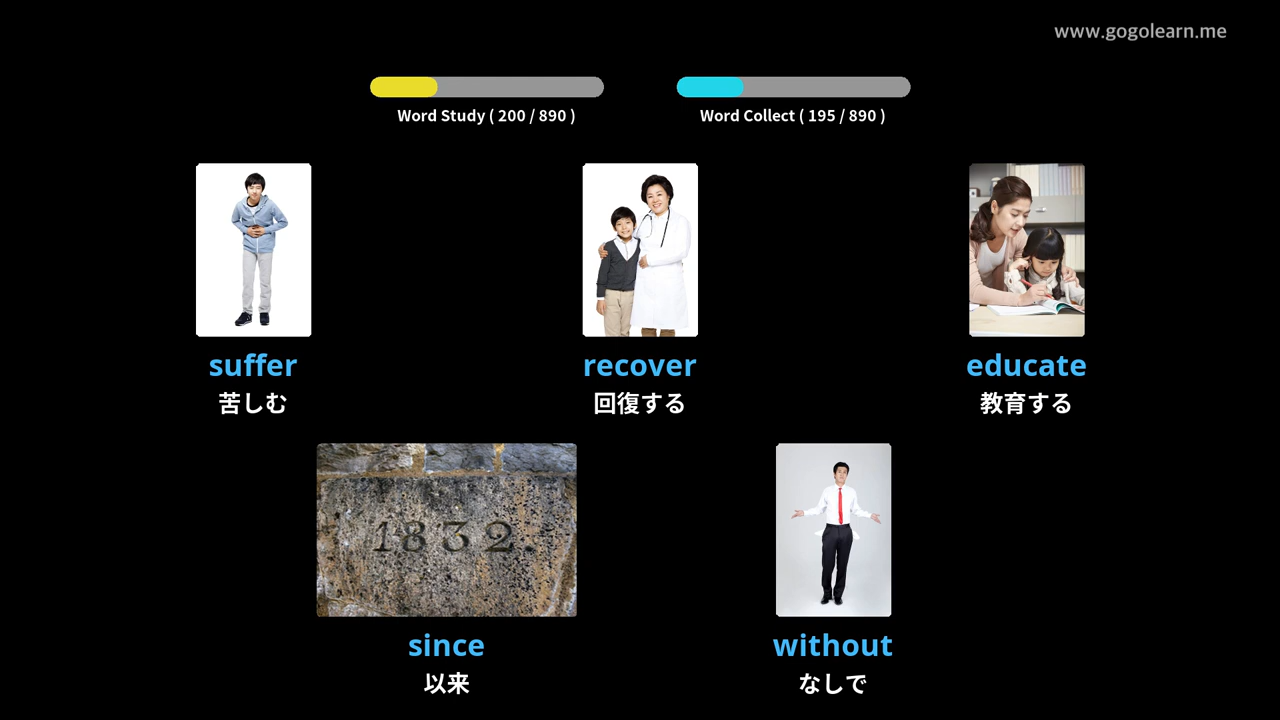 www.gogolearn.me
Word Study ( 200 / 890 )
Word Collect ( 195 / 890 )
suffer
苦しむ
recover
回復する
educate
教育する
1832.
since
以来
without
なしで